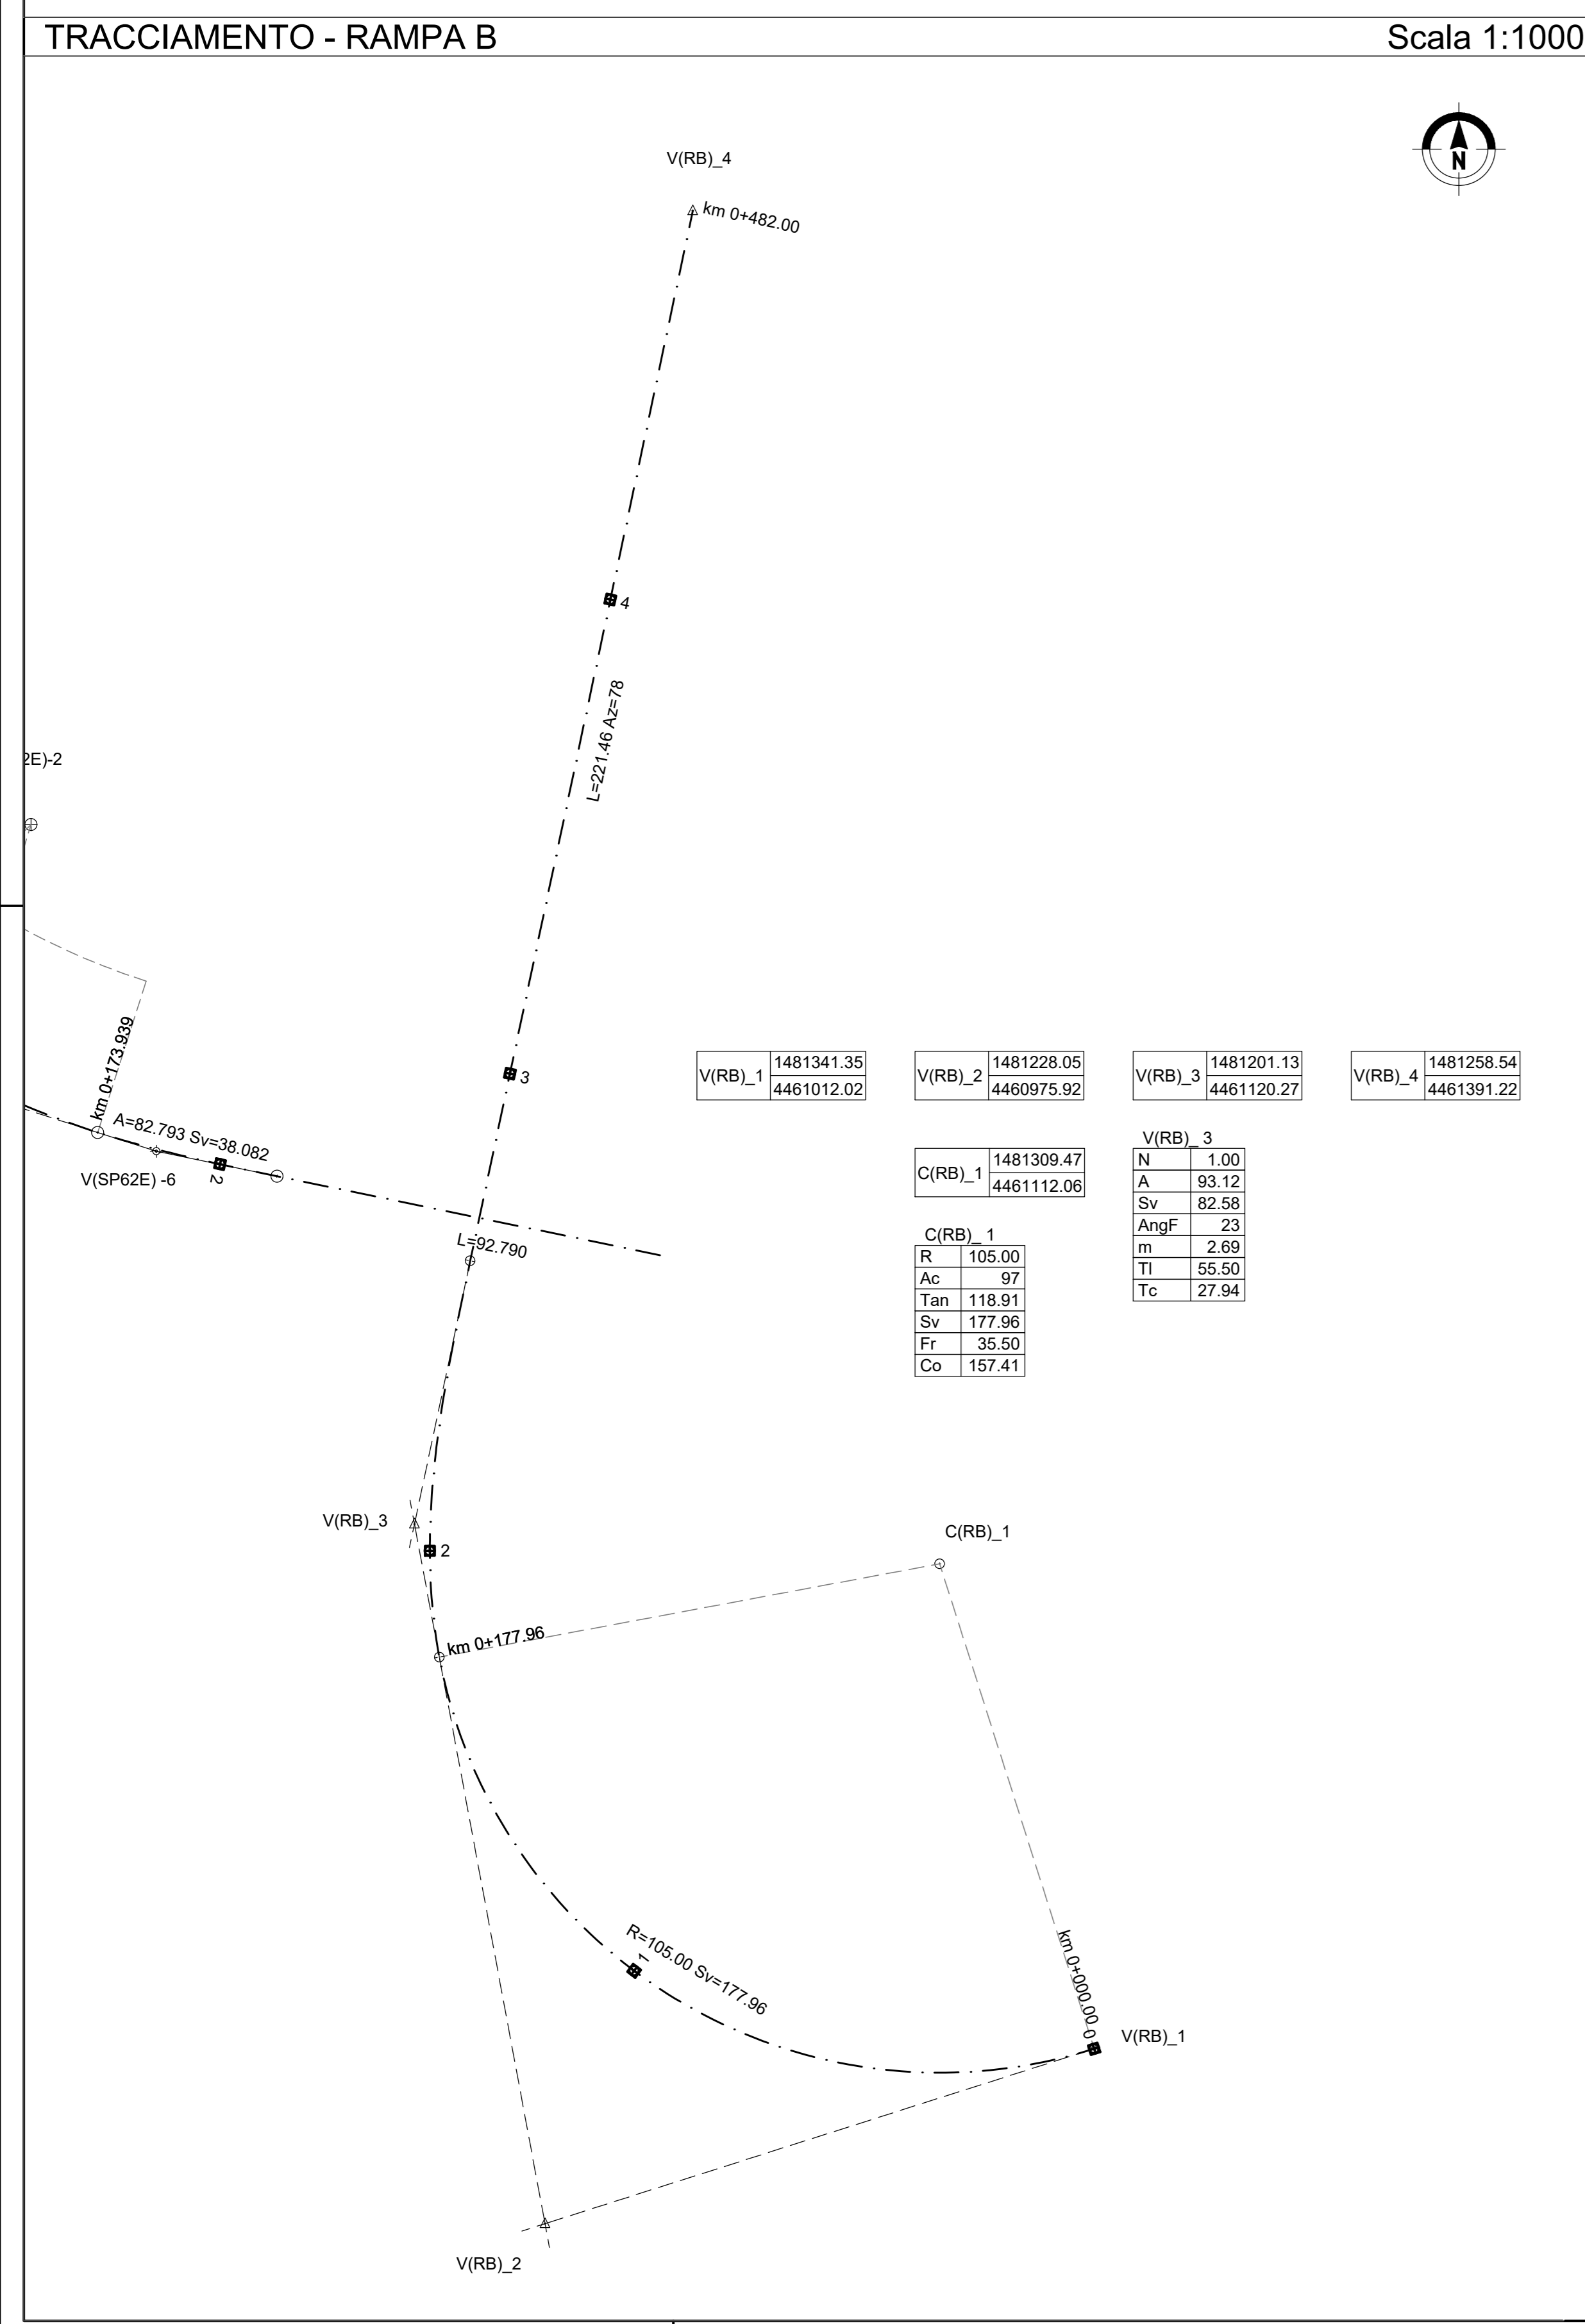 TRACCIAMENTO - RAMPA B
Scala 1:1000
N
V(RB)_4
km 0+482.00
4
L=221.46 Az=78
2E)-2
3
km 0+173.939
A=82.793 Sv=38.082
V(SP62E) -6
2
L=92.790
V(RB)_1 1481341.35
4461012.02
V(RB)_2 1481228.05
4460975.92
V(RB)_3 1481201.13
4461120.27
V(RB)_4 1481258.54
4461391.22
C(RB)_1 1481309.47
4461112.06
C(RB)_ 1
R 105.00
Ac 97
Tan 118.91
Sv 177.96
Fr 35.50
Co 157.41
V(RB)_ 3
N 1.00
A 93.12
Sv 82.58
AngF 23
m 2.69
Tl 55.50
Tc 27.94
V(RB)_3
2
C(RB)_1
km 0+177.96
R=105.00 Sv=177.96
1
km 0+000.00
0
V(RB)_1
V(RB)_2